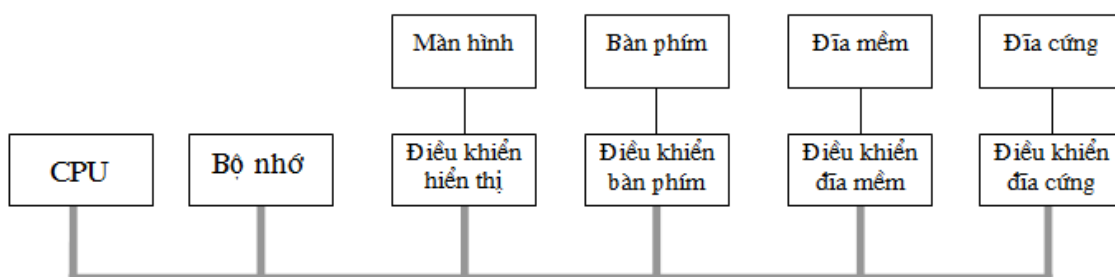 Màn hình
Bàn phím
Đĩa mềm
Đĩa cứng
CPU
Bộ nhớ
Điều khiển
hiển thị
Điều khiển
bàn phím
Điều khiển
đĩa mềm
Điều khiển
đĩa cứng